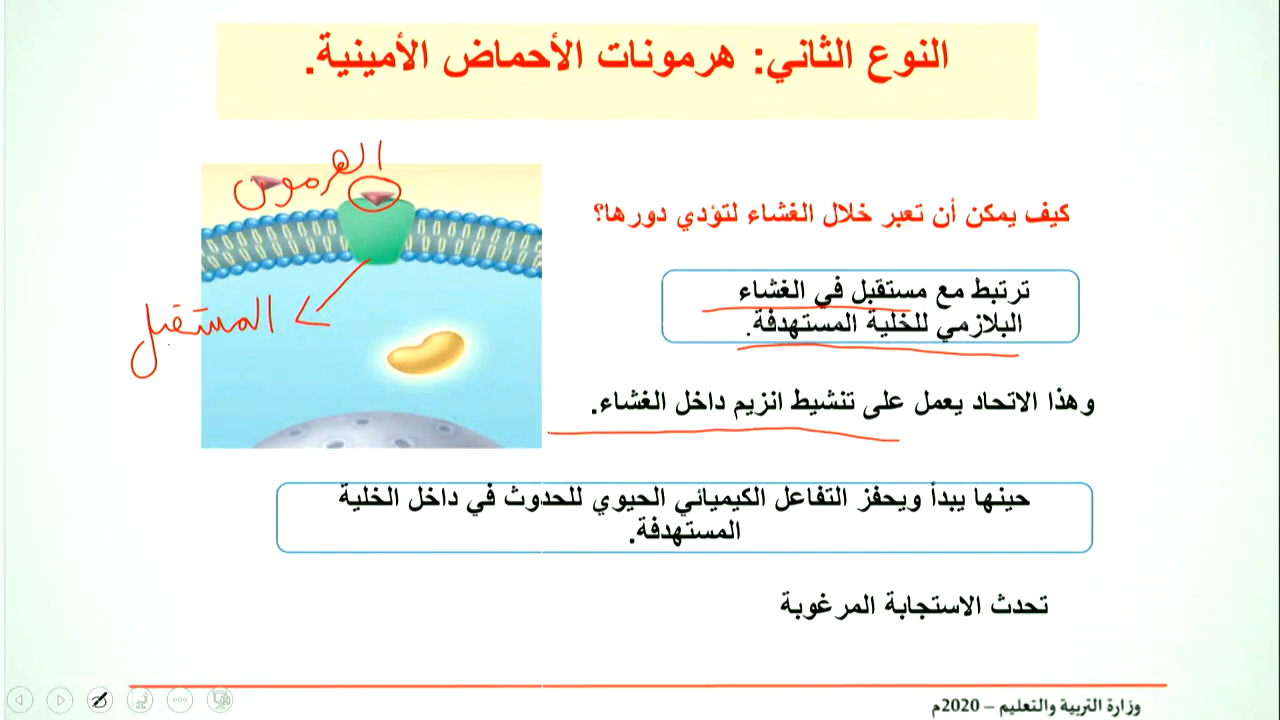 النوع الثاني: هرمونات الأحماض الأمينية.
الهرمون
كيف يمكن أن تعبر خلال الغشاء لتؤدي دورها؟
ترتبط مع مستقبل في الغشاء
البلازمي للخلية المستهدفة.
المستقبل
وهذا الاتحاد يعمل على تنشيط انزيم داخل الغشاء.
حينها يبدأ ويحفز التفاعل الكيميائي الحيوي للحدوث في داخل الخلية
المستهدفة.
تحدث الاستجابة المرغوبة
وزارة التربية والتعليم – 2020م